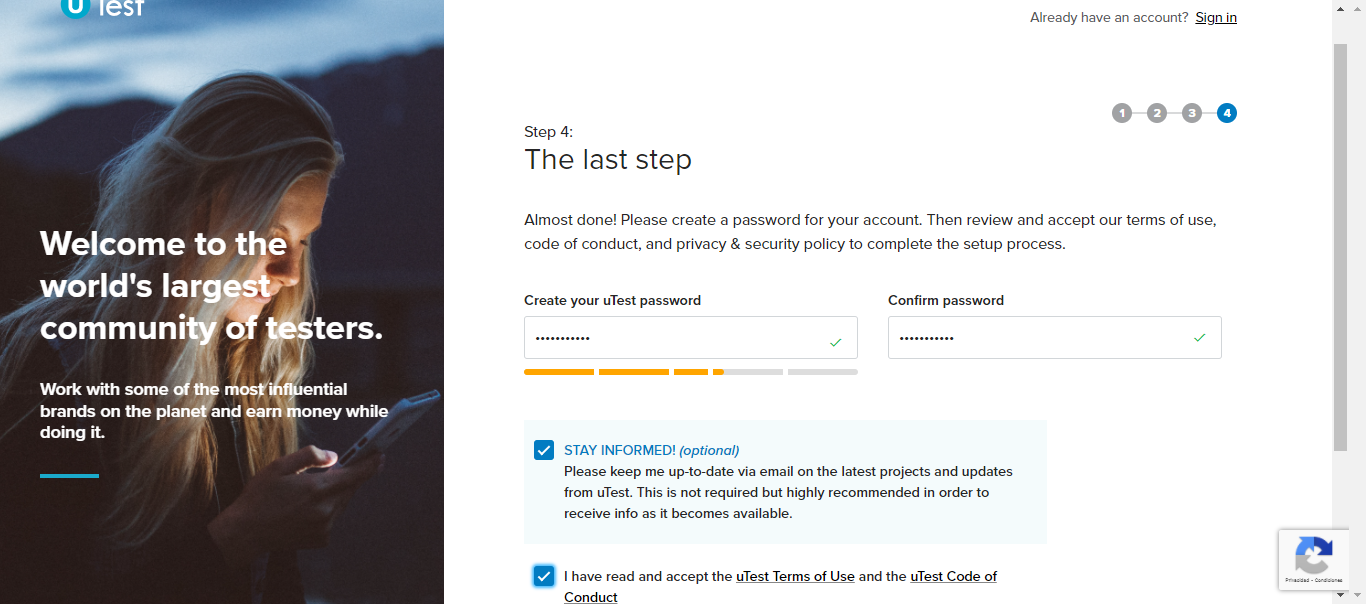 uTest
Already have an account? Sign in
1 2 3 4
Step 4:
The last step
Almost done! Please create a password for your account. Then review and accept our terms of use,
code of conduct, and privacy & security policy to complete the setup process.
Welcome to the
world's largest
community of testers.
Work with some of the most influential
brands on the planet and earn money while
doing it.
Create your uTest password
Confirm password
•••••••••••
•••••••••••
STAY INFORMED! (optional)
Please keep me up-to-date via email on the latest projects and updates
from uTest. This is not required but highly recommended in order to
receive info as it becomes available.
I have read and accept the uTest Terms of Use and the uTest Code of
Conduct
Privacidad - Condiciones